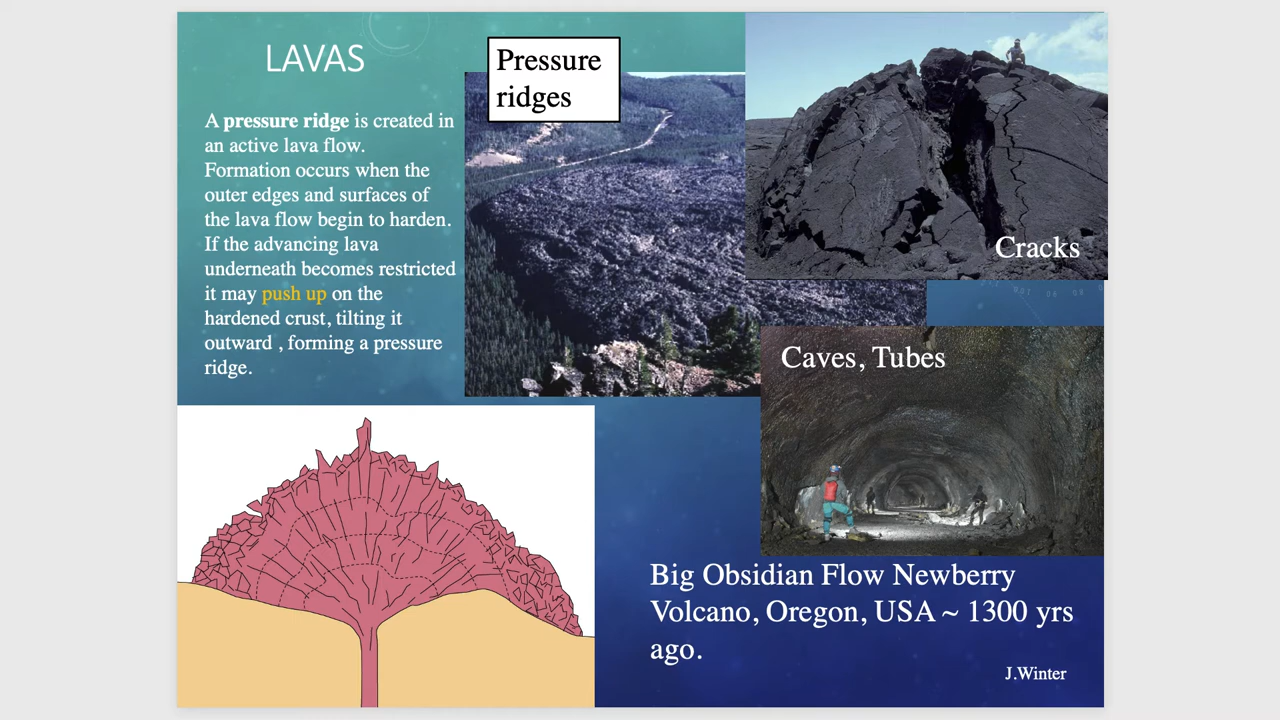 LAVAS
A pressure ridge is created in
an active lava flow.
Formation occurs when the
outer edges and surfaces of
the lava flow begin to harden.
If the advancing lava
underneath becomes restricted
it may push up on the
hardened crust, tilting it
outward , forming a pressure
ridge.
Pressure
ridges
Cracks
Caves, Tubes
Big Obsidian Flow Newberry
Volcano, Oregon, USA ~ 1300 yrs
ago.
J.Winter